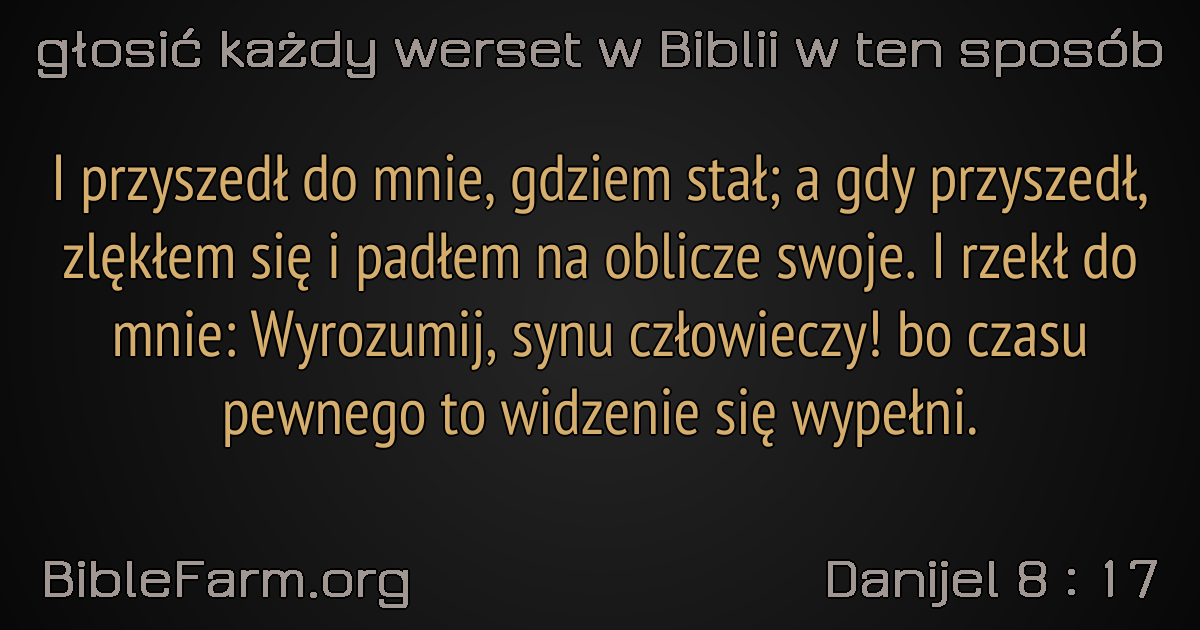 głosić każdy werset w Biblii w ten sposób
I przyszedł do mnie, gdziem stał; a gdy przyszedł,
zlękłem się i padłem na oblicze swoje. I rzekł do
mnie: Wyrozumij, synu człowieczy! bo czasu
pewnego to widzenie się wypełni.
BibleFarm.org
Danijel 8 : 17